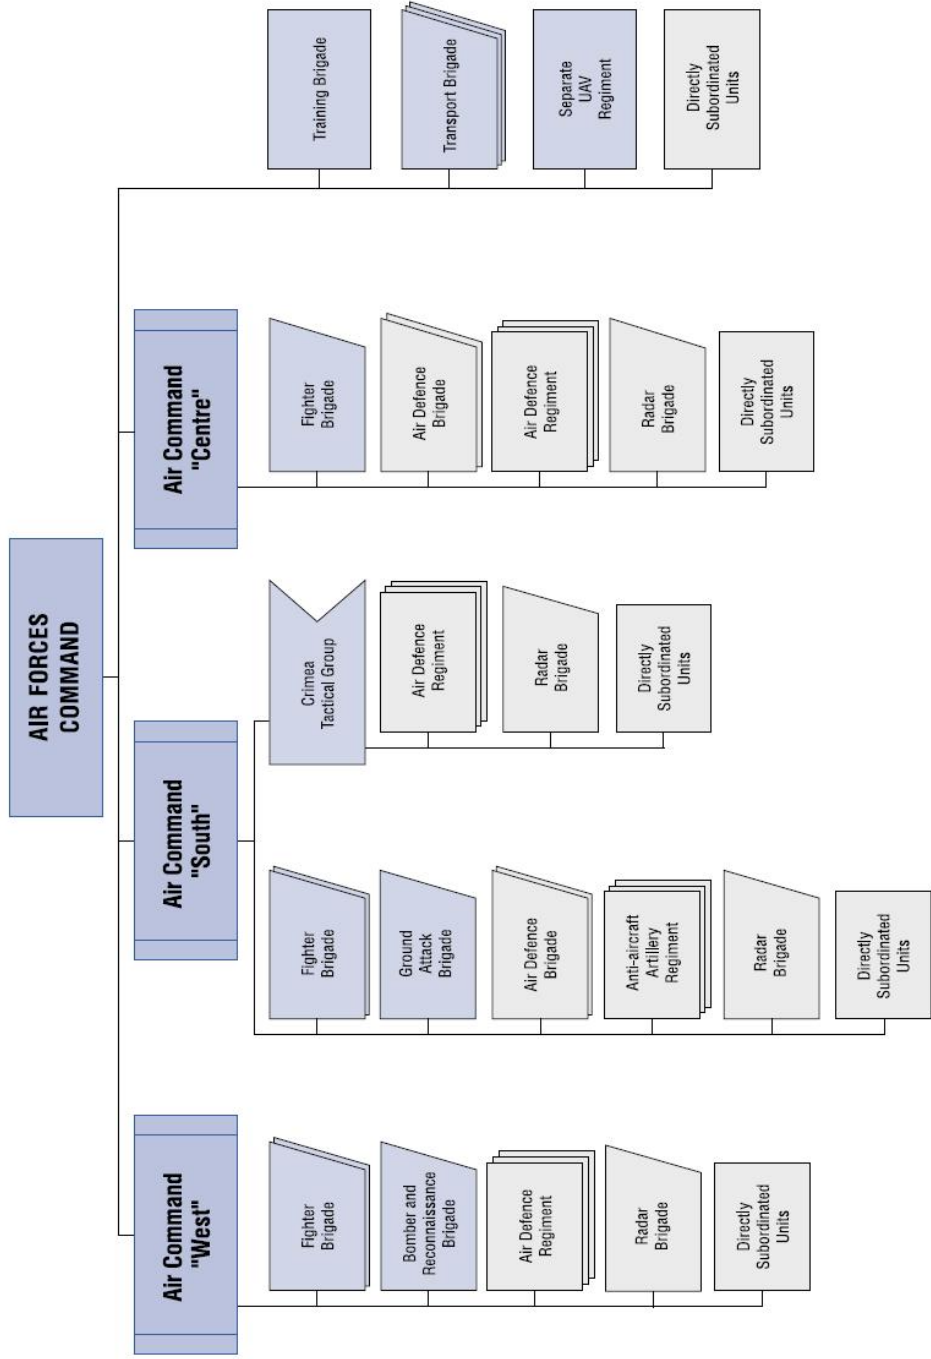 AIR FORCES
COMMAND
Air Command
"West"
Fighter
Brigade
Bomber and
Reconnaissance
Brigade
Air Defence
Regiment
Radar
Brigade
Directly
Subordinated
Units
Air Command
"South"
Fighter
Brigade
Ground
Attack
Brigade
Air Defence
Brigade
Anti-aircraft
Artillery
Regiment
Radar
Brigade
Directly
Subordinated
Units
Crimea
Tactical Group
Air Defence
Regiment
Radar
Brigade
Directly
Subordinated
Units
Air Command
"Centre"
Fighter
Brigade
Air Defence
Brigade
Air Defence
Regiment
Radar
Brigade
Directly
Subordinated
Units
Training Brigade
Transport Brigade
Separate
UAV
Regiment
Directly
Subordinated
Units